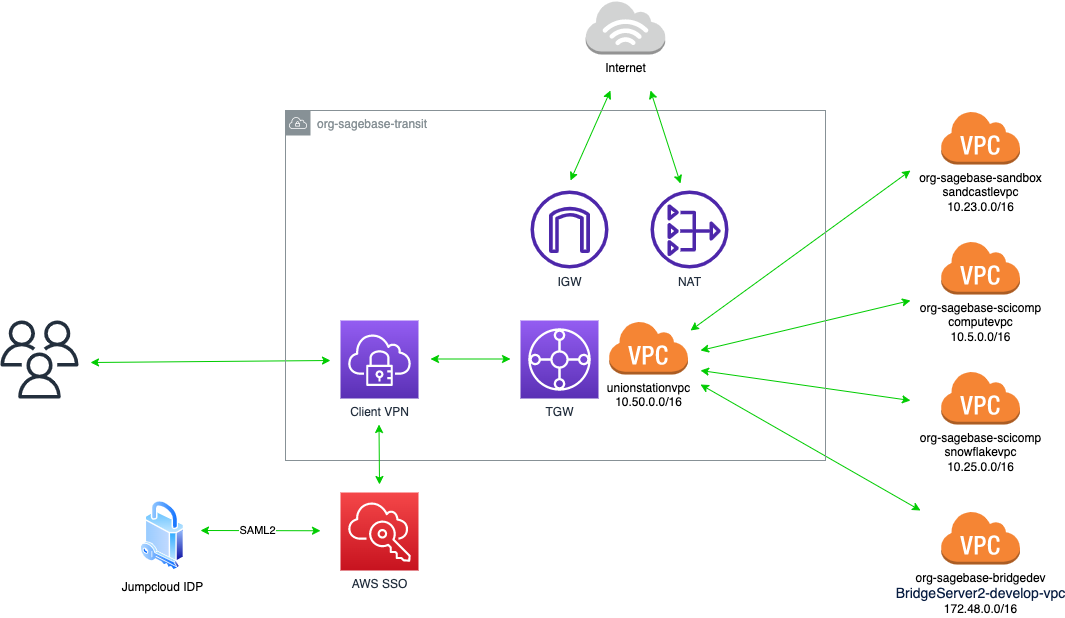 Internet
org-sagebase-transit
VPC
org-sagebase-sandbox
sandcastlevpc
10.23.0.0/16
IGW
NAT
VPC
org-sagebase-scicomp
computevpc
10.5.0.0/16
Client VPN
TGW
VPC
unionstationvpc
10.50.0.0/16
VPC
org-sagebase-scicomp
snowflakevpc
10.25.0.0/16
SAML2
Jumpcloud IDP
AWS SSO
VPC
org-sagebase-bridgedev
BridgeServer2-develop-vpc
172.48.0.0/16